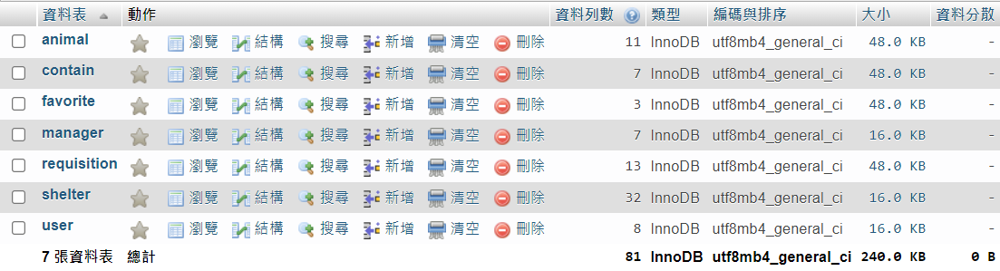 資料表 動作 資料列數 類型 編碼與排序 大小 資料分散
animal 瀏覽 結構 搜尋 新增 清空 刪除 11 InnoDB utf8mb4_general_ci 48.0 KB -
contain 瀏覽 結構 搜尋 新增 清空 刪除 7 InnoDB utf8mb4_general_ci 48.0 KB -
favorite 瀏覽 結構 搜尋 新增 清空 刪除 3 InnoDB utf8mb4_general_ci 48.0 KB -
manager 瀏覽 結構 搜尋 新增 清空 刪除 7 InnoDB utf8mb4_general_ci 16.0 KB -
requisition 瀏覽 結構 搜尋 新增 清空 刪除 13 InnoDB utf8mb4_general_ci 48.0 KB -
shelter 瀏覽 結構 搜尋 新增 清空 刪除 32 InnoDB utf8mb4_general_ci 16.0 KB -
user 瀏覽 結構 搜尋 新增 清空 刪除 8 InnoDB utf8mb4_general_ci 16.0 KB -
7 張資料表 總計 81 InnoDB utf8mb4_general_ci 240.0 KB 0 B